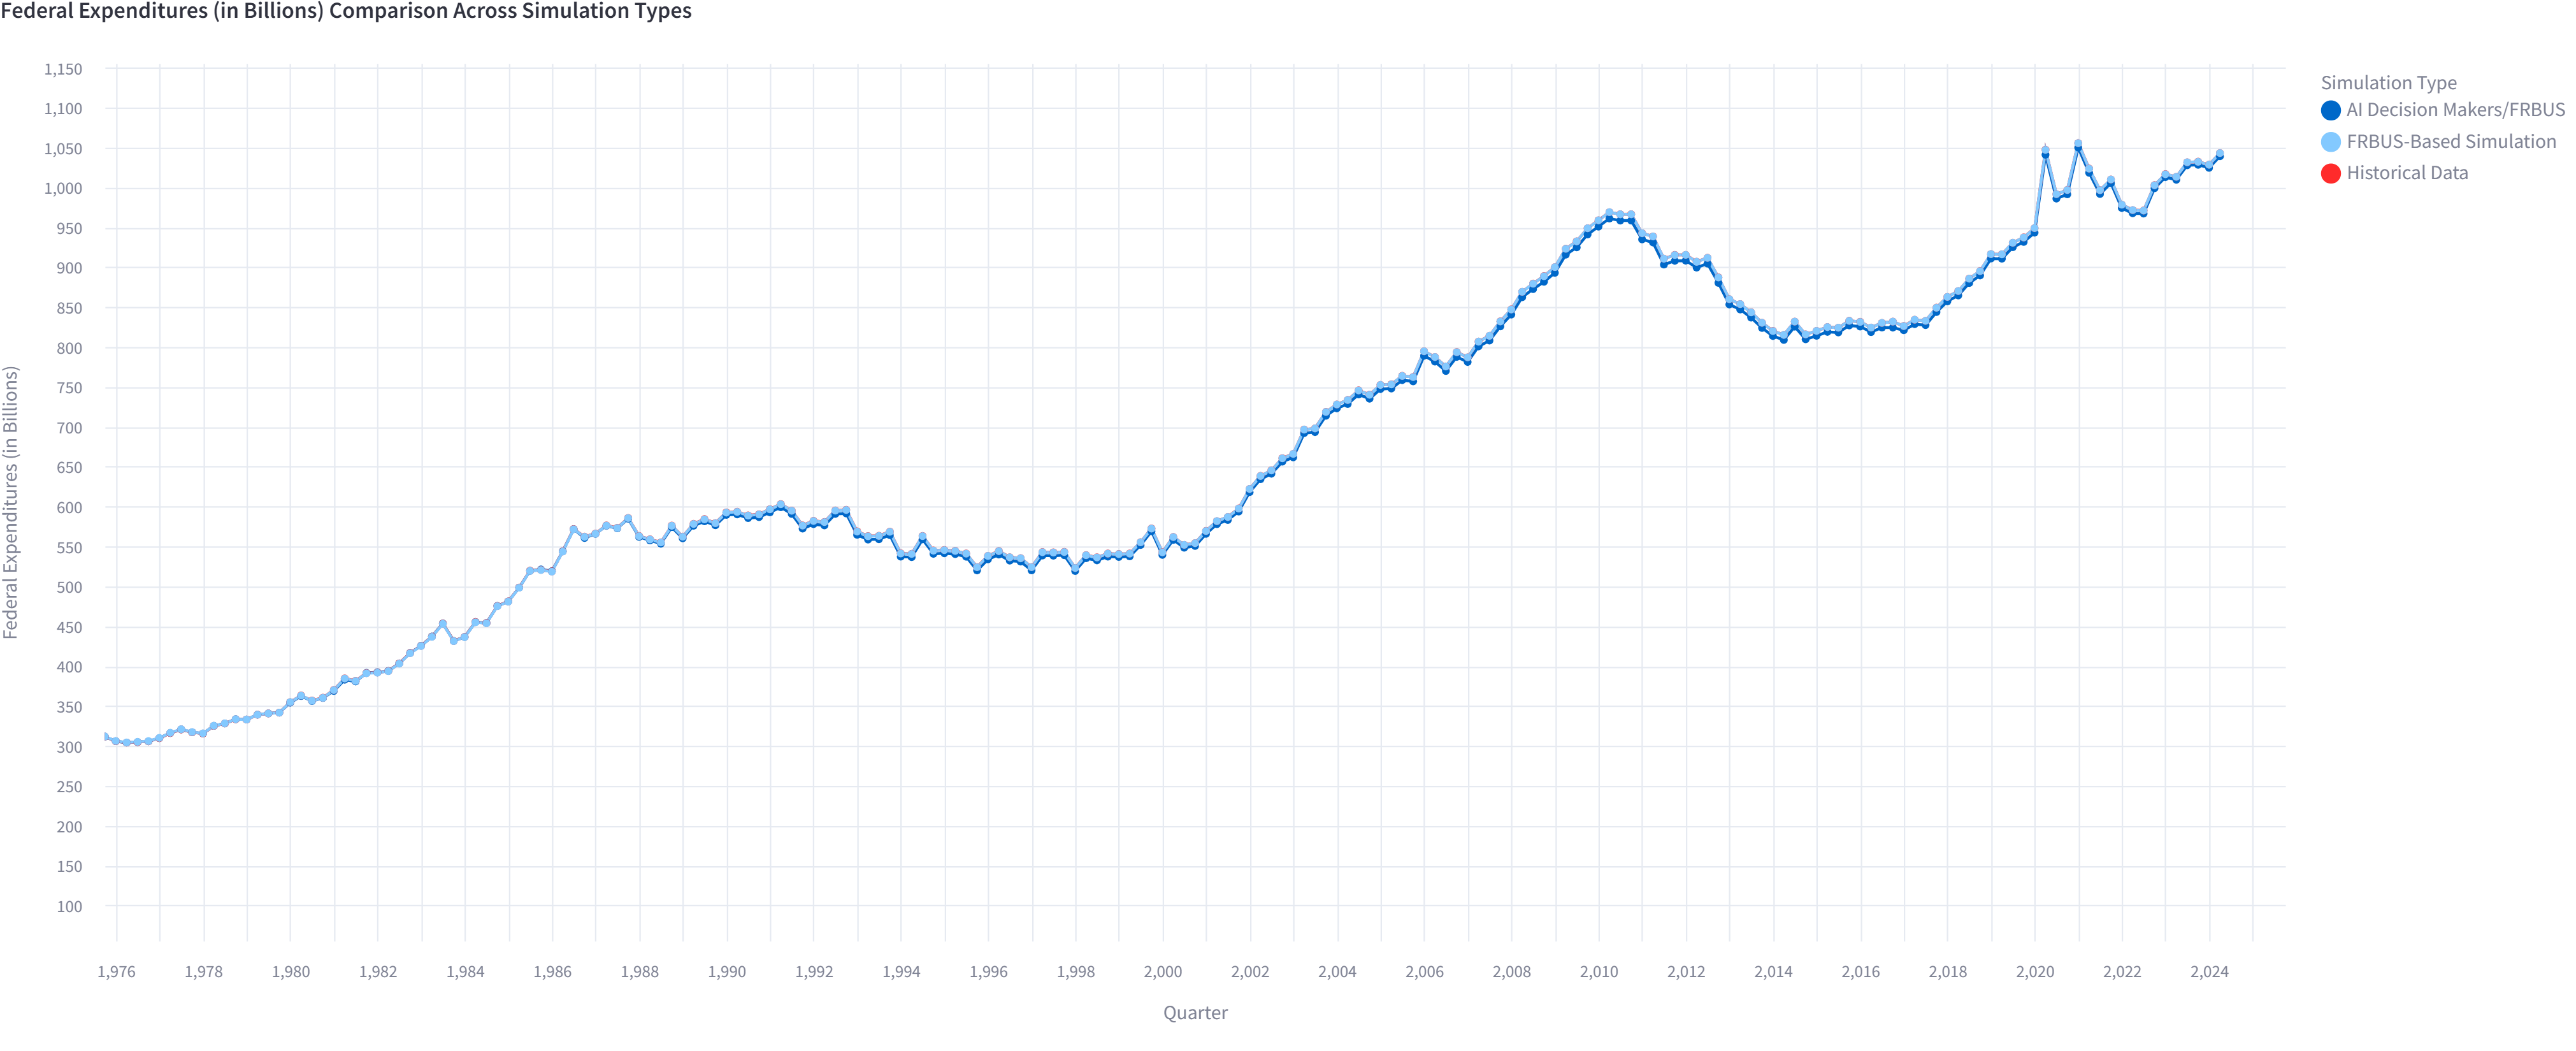 Federal Expenditures (in Billions) Comparison Across Simulation Types
1,150
1,100
1,050
1,000
950
900
850
800
750
700
650
600
550
500
450
400
350
300
250
200
150
100
Federal Expenditures (in Billions)
1,976 1,978 1,980 1,982 1,984 1,986 1,988 1,990 1,992 1,994 1,996 1,998 2,000 2,002 2,004 2,006 2,008 2,010 2,012 2,014 2,016 2,018 2,020 2,022 2,024
Quarter
Simulation Type
AI Decision Makers/FRBUS
FRBUS-Based Simulation
Historical Data